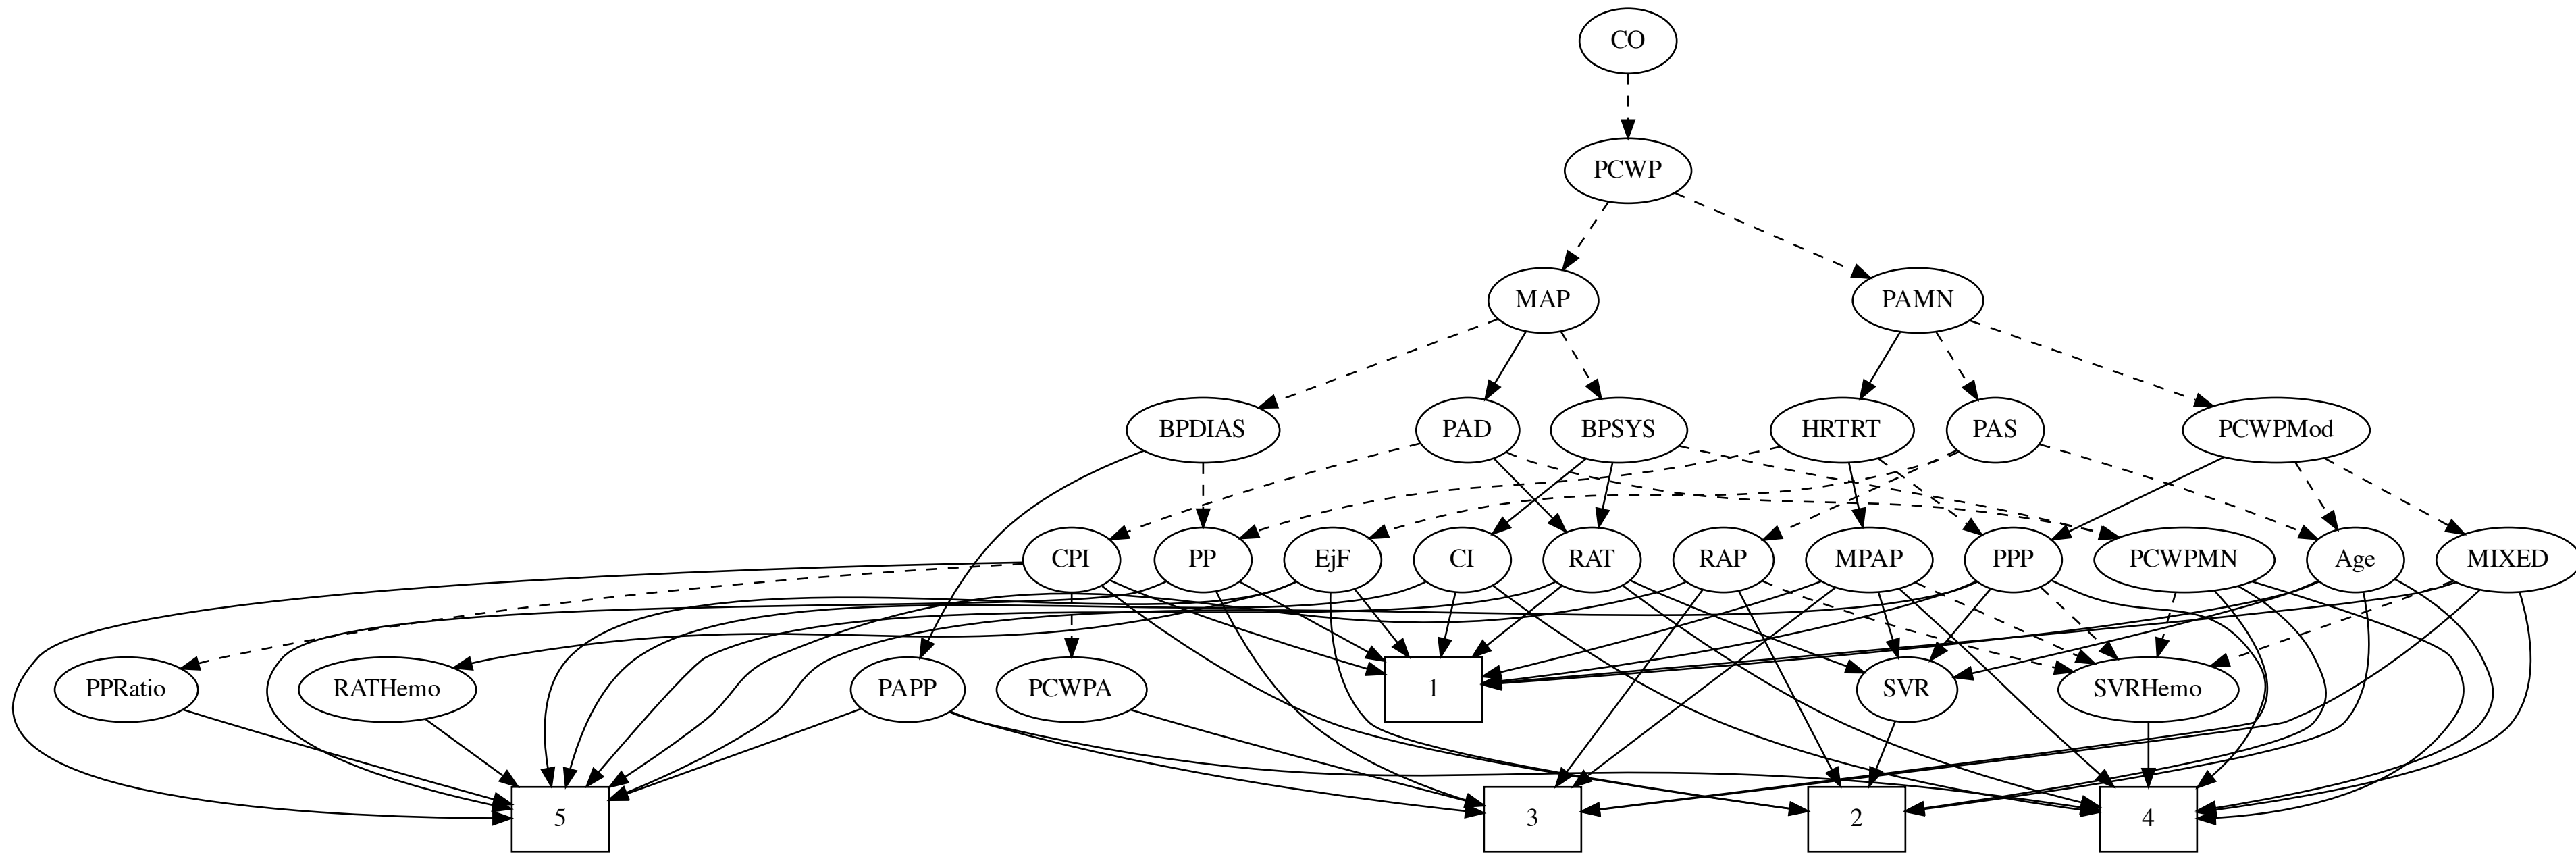 CO
PCWP
MAP
PAMN
BPDIAS
PAD
BPSYS
HRTRT
PAS
PCWPMod
CPI
PP
EjF
CI
RAT
RAP
MPAP
PPP
PCWPMN
Age
MIXED
PPRatio
RATHemo
PAPP
PCWPA
1
SVR
SVRHemo
5
3
2
4